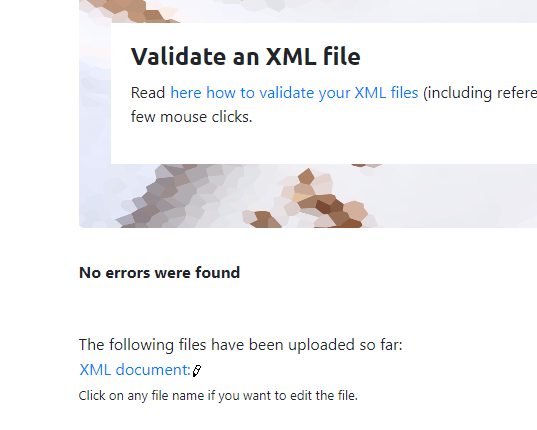 Validate an XML file
Read here how to validate your XML files (including refere
few mouse clicks.
No errors were found
The following files have been uploaded so far:
XML document:
Click on any file name if you want to edit the file.